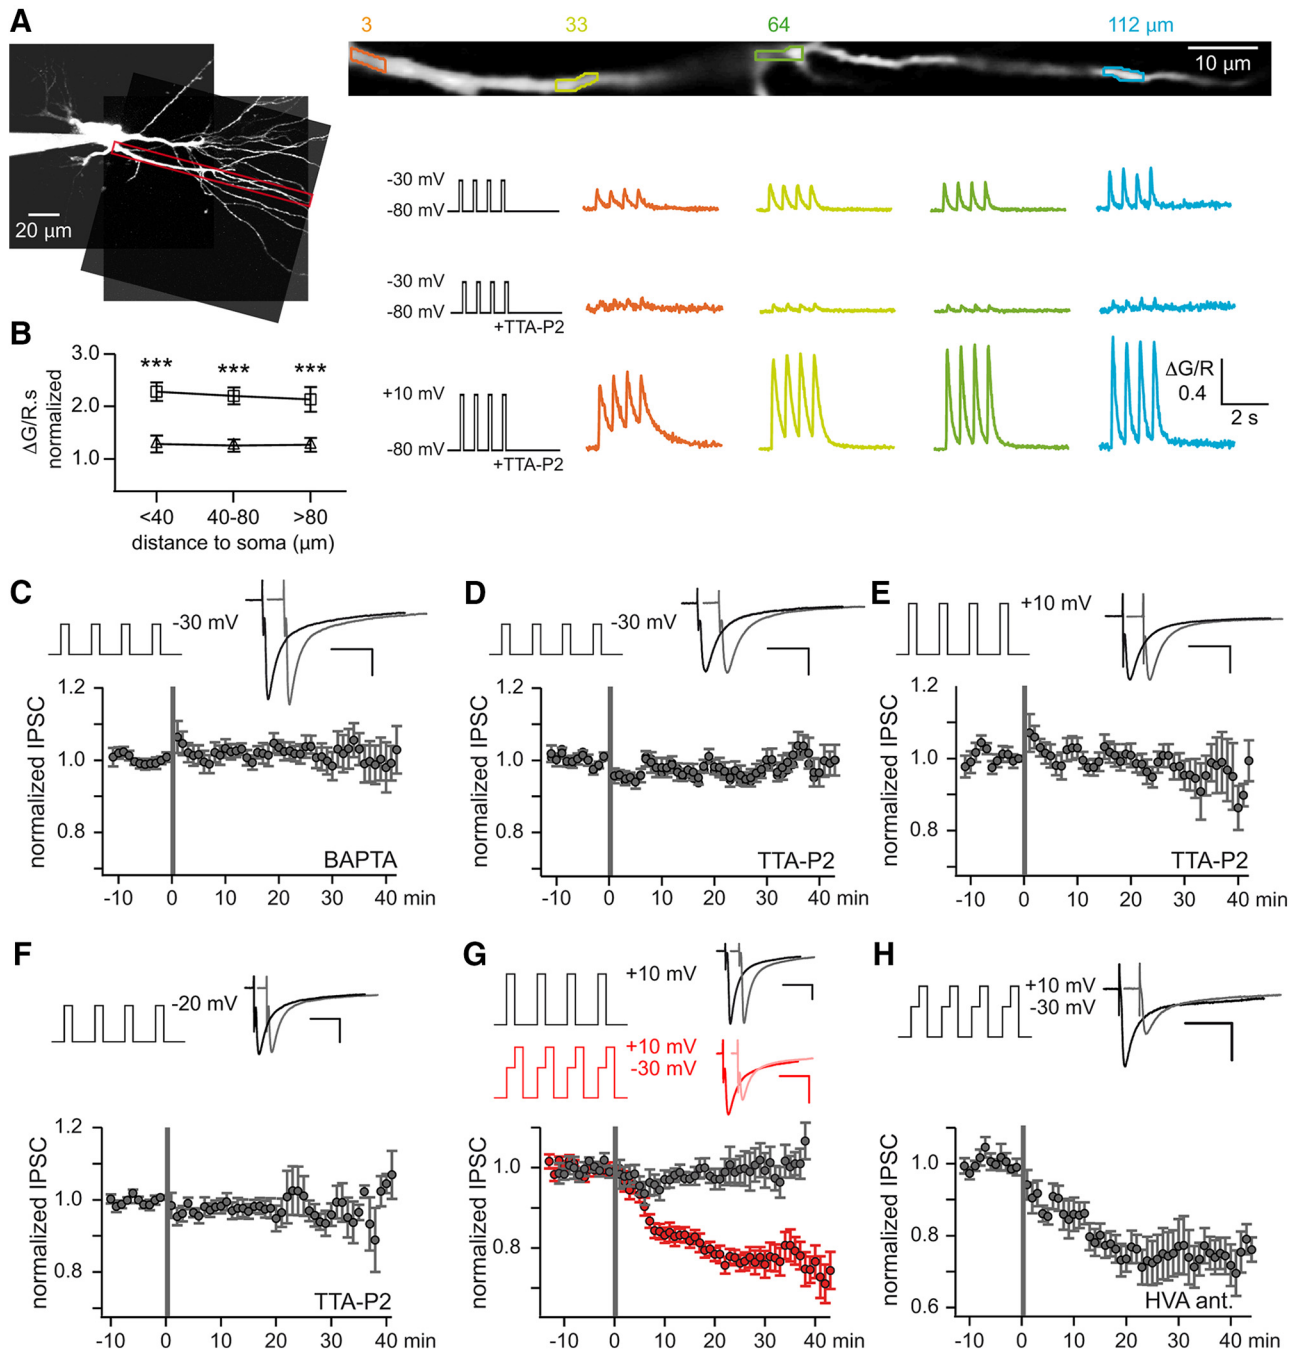 A
3 33 64 112 µm
10 µm
20 µm
-30 mV
-80 mV
-30 mV
-80 mV
+TTA-P2
+10 mV
-80 mV
+TTA-P2
ΔG/R
0.4
2 s
B
3.0
2.0
1.0
ΔG/R.s
normalized
*** *** ***
<40 40-80 >80
distance to soma (µm)
C
-30 mV
1.2
1.0
0.8
normalized IPSC
BAPTA
-10 0 10 20 30 40 min
D
-30 mV
1.2
1.0
0.8
normalized IPSC
TTA-P2
-10 0 10 20 30 40 min
E
+10 mV
1.2
1.0
0.8
normalized IPSC
TTA-P2
-10 0 10 20 30 40 min
F
-20 mV
1.2
1.0
0.8
normalized IPSC
TTA-P2
-10 0 10 20 30 40 min
G
+10 mV
+10 mV
-30 mV
1.0
0.8
normalized IPSC
-10 0 10 20 30 40 min
H
+10 mV
-30 mV
1.0
0.8
0.6
normalized IPSC
HVA ant.
-10 0 10 20 30 40 min